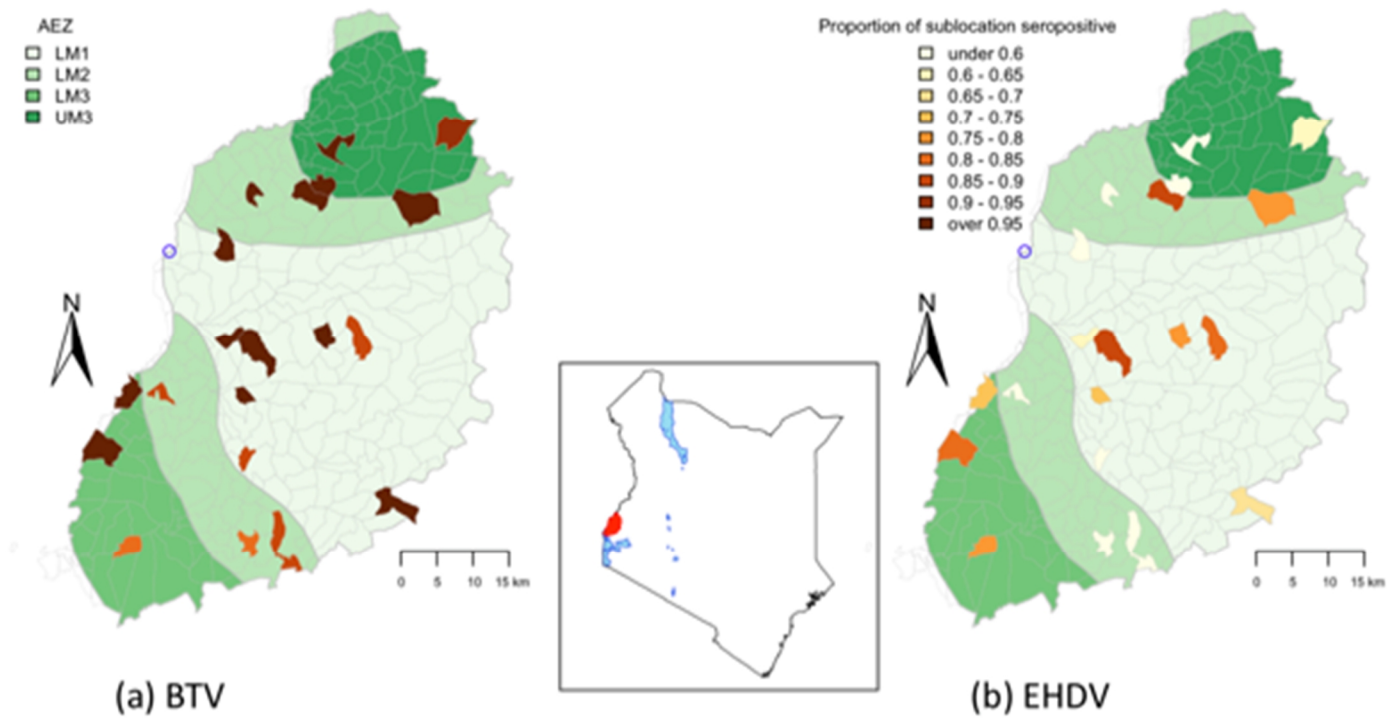 AEZ
LM1
LM2
LM3
UM3
N
0 5 10 15 km
(a) BTV
Proportion of sublocation seropositive
under 0.6
0.6 - 0.65
0.65 - 0.7
0.7 - 0.75
0.75 - 0.8
0.8 - 0.85
0.85 - 0.9
0.9 - 0.95
over 0.95
N
0 5 10 15 km
(b) EHDV